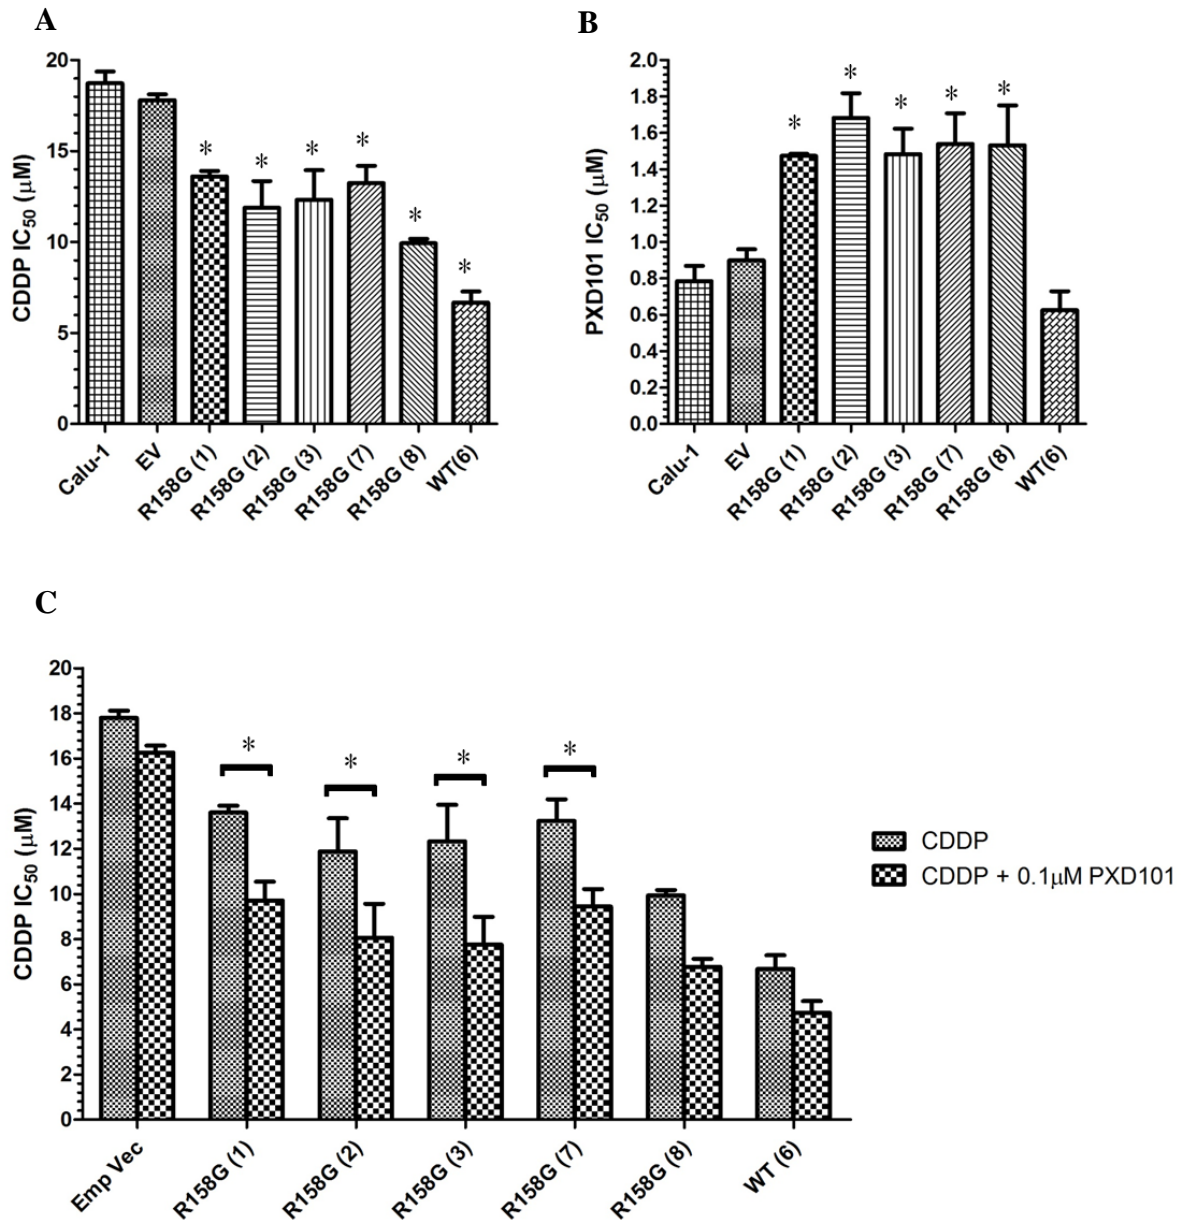 A
CDDP IC50 (μM)
20
15
10
5
0
* * * * * *
Calu-1 EV R158G (1) R158G (2) R158G (3) R158G (7) R158G (8) WT(6)
B
PXD101 IC50 (μM)
2.0
1.8
1.6
1.4
1.2
1.0
0.8
0.6
0.4
0.2
0.0
* * * * *
Calu-1 EV R158G (1) R158G (2) R158G (3) R158G (7) R158G (8) WT(6)
C
CDDP IC50 (μM)
20
18
16
14
12
10
8
6
4
2
0
* * * *
Emp Vec R158G (1) R158G (2) R158G (3) R158G (7) R158G (8) WT (6)
CDDP
CDDP + 0.1μM PXD101